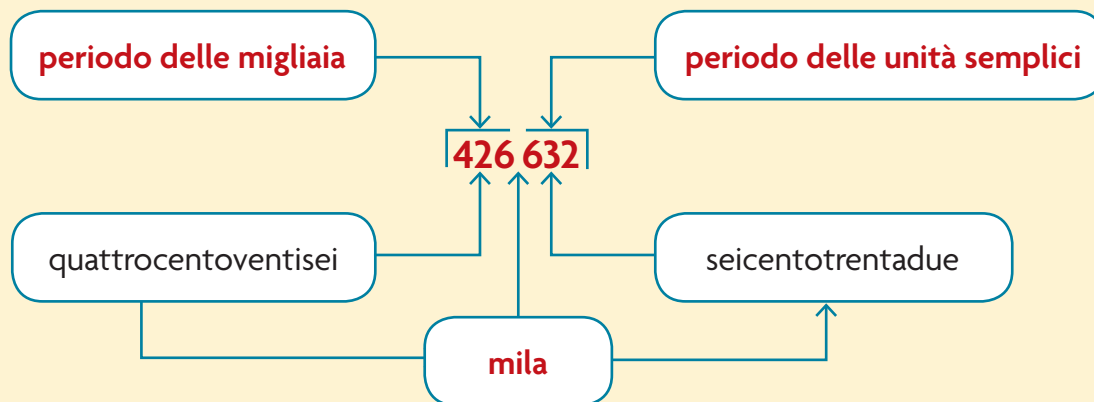 periodo delle migliaia
periodo delle unità semplici
426 632
quattrocentoventisei
seicentotrentadue
mila